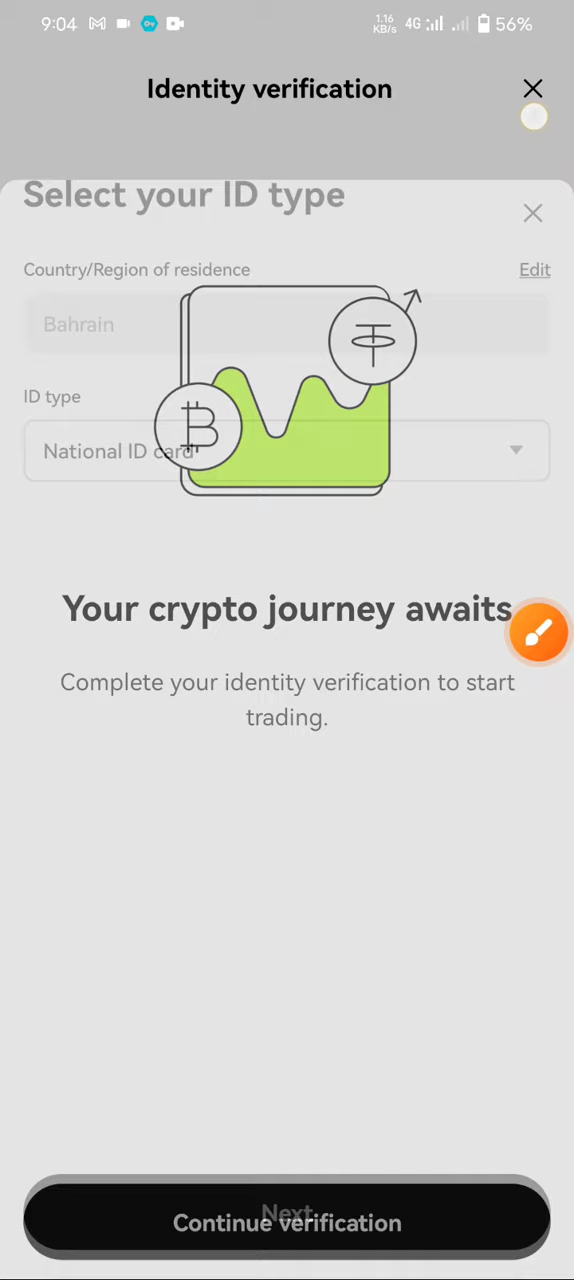 9:04
1.16
KB/s
4G
56%
Identity verification
Select your ID type
Country/Region of residence
Edit
Bahrain
ID type
National ID card
Your crypto journey awaits
Complete your identity verification to start
trading.
Next
Continue verification